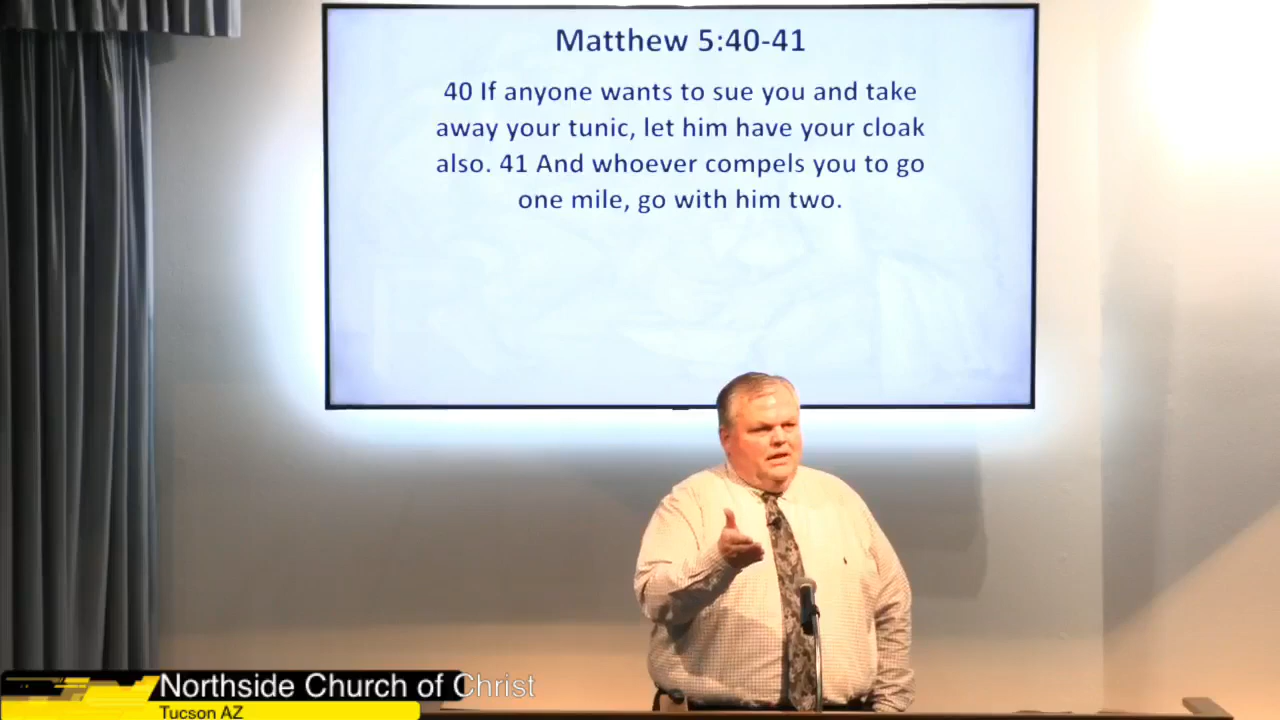 Matthew 5:40-41
40 If anyone wants to sue you and take
away your tunic, let him have your cloak
also. 41 And whoever compels you to go
one mile, go with him two.
Northside Church of Christ
Tucson AZ